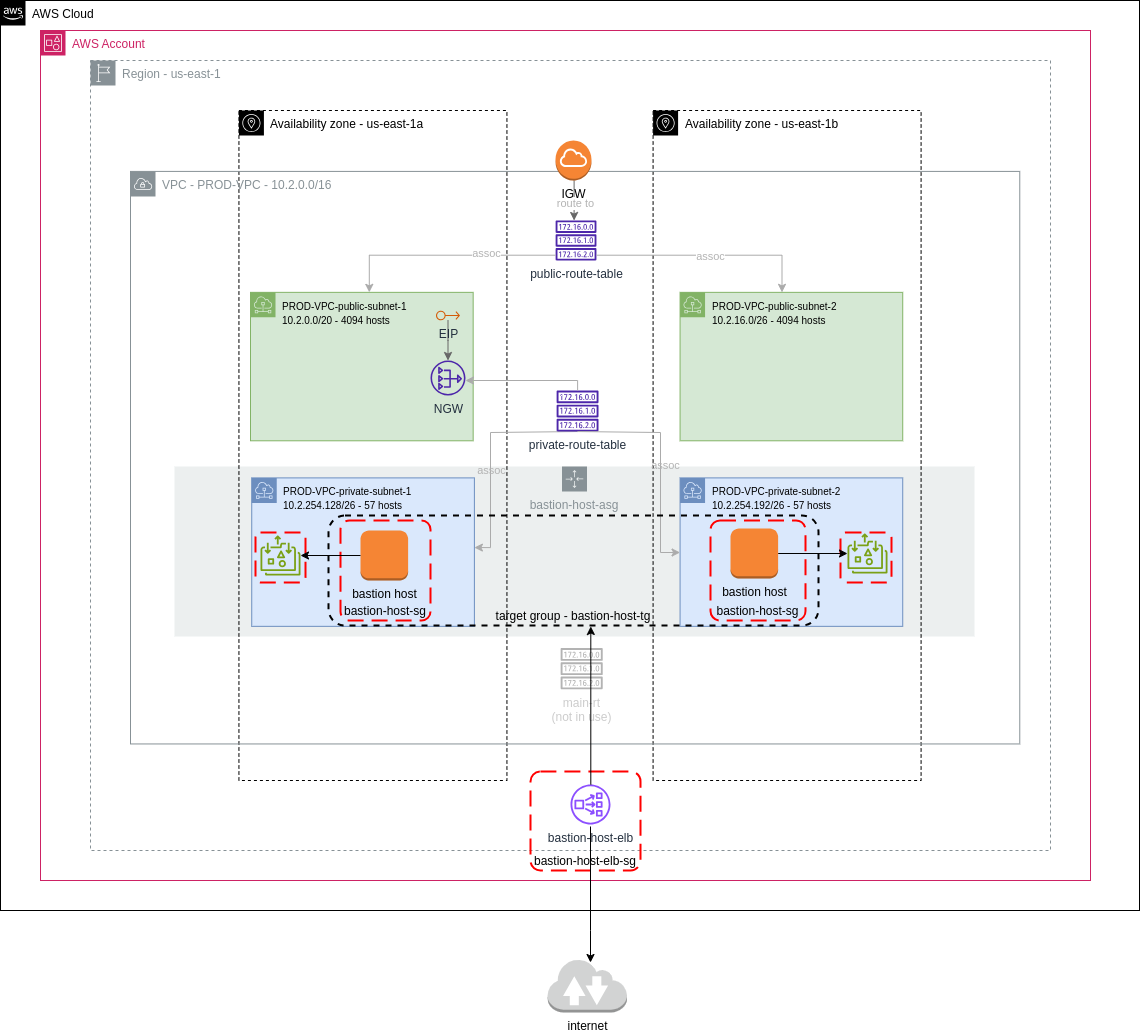 aws
AWS Cloud
AWS Account
Region - us-east-1
Availability zone - us-east-1a
Availability zone - us-east-1b
VPC - PROD-VPC - 10.2.0.0/16
IGW
route to
172.16.0.0
172.16.1.0
172.16.2.0
assoc
assoc
public-route-table
PROD-VPC-public-subnet-1
10.2.0.0/20 - 4094 hosts
EIP
NGW
PROD-VPC-public-subnet-2
10.2.16.0/26 - 4094 hosts
172.16.0.0
172.16.1.0
172.16.2.0
private-route-table
assoc
assoc
bastion-host-asg
PROD-VPC-private-subnet-1
10.2.254.128/26 - 57 hosts
PROD-VPC-private-subnet-2
10.2.254.192/26 - 57 hosts
bastion host
bastion-host-sg
bastion host
bastion-host-sg
target group - bastion-host-tg
172.16.0.0
172.16.1.0
172.16.2.0
main-rt
(not in use)
bastion-host-elb
bastion-host-elb-sg
internet